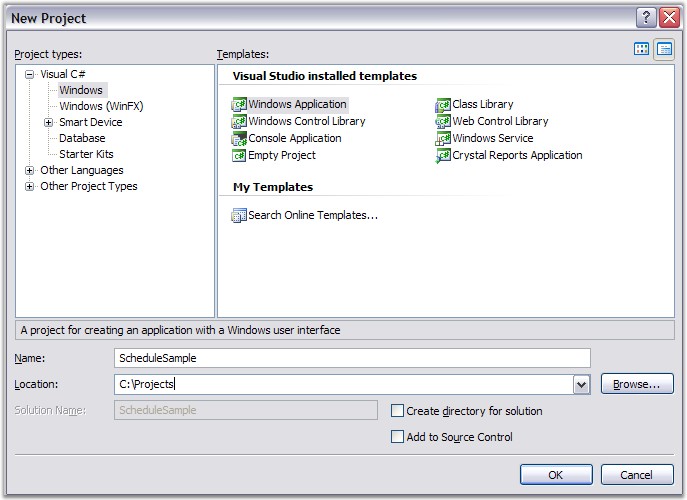 New Project
Project types:
Templates:
Visual C#
Windows
Windows (WinFX)
Smart Device
Database
Starter Kits
Other Languages
Other Project Types
Visual Studio installed templates
Windows Application
Class Library
Windows Control Library
Web Control Library
Console Application
Windows Service
Empty Project
Crystal Reports Application
My Templates
Search Online Templates...
A project for creating an application with a Windows user interface
Name:
ScheduleSample
Location:
C:\Projects
Browse...
Solution Name:
ScheduleSample
Create directory for solution
Add to Source Control
OK
Cancel